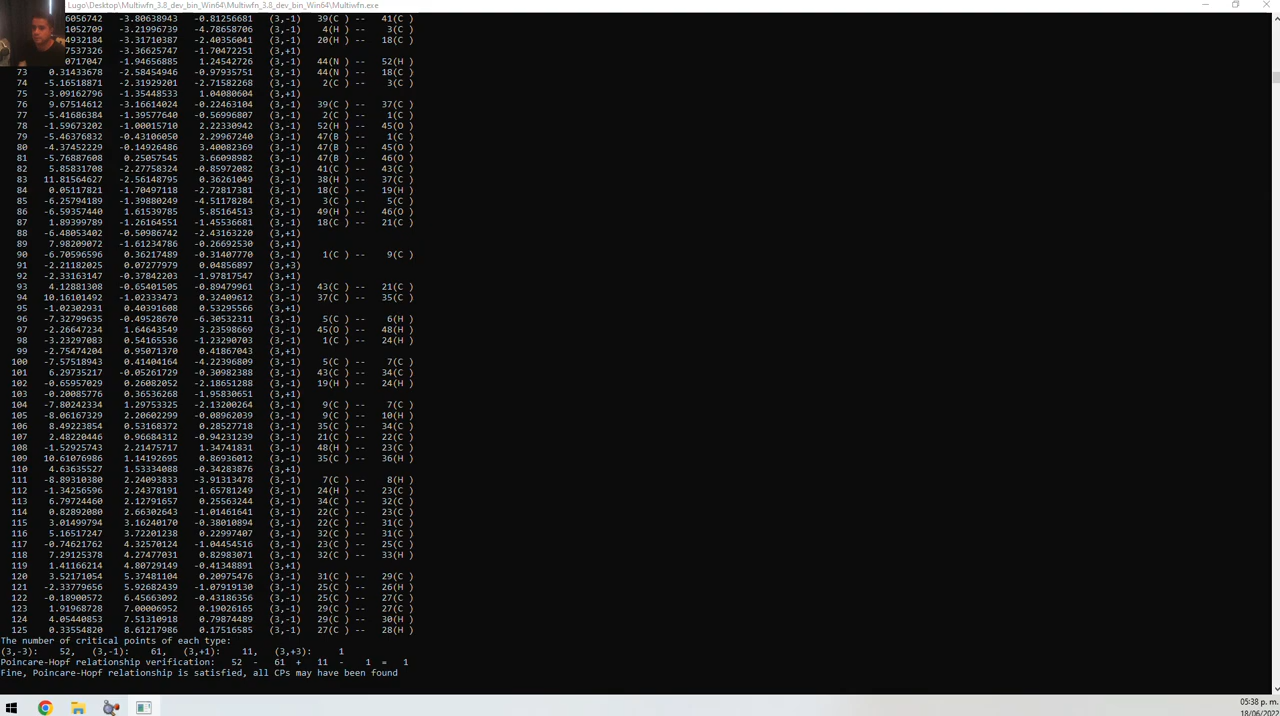 Lugo\Desktop\Multiwfn_3.8_dev_bin_Win64\Multiwfn_3.8_dev_bin_Win64\Multiwfn.exe
6056742 -3.80638943 -0.81256681 (3,-1) 39(C ) -- 41(C )
1052709 -3.21996739 -4.78658706 (3,-1) 4(H ) -- 3(C )
4932184 -3.31710387 -2.40356041 (3,-1) 20(H ) -- 18(C )
7537326 -3.36625747 -1.70472251 (3,+1)
0717047 -1.94656885 1.24542726 (3,-1) 44(N ) -- 52(H )
73 0.31433678 -2.58454946 -0.97935751 (3,-1) 44(N ) -- 18(C )
74 -5.16518871 -2.31929201 -2.71582268 (3,-1) 2(C ) -- 3(C )
75 -3.09162796 -1.35448533 1.04080604 (3,+1)
76 9.67514612 -3.16614024 -0.22463104 (3,-1) 39(C ) -- 37(C )
77 -5.41686384 -1.39577640 -0.56996715 (3,-1) 2(C ) -- 1(C )
78 -1.59673202 -1.00015710 2.22330942 (3,-1) 52(H ) -- 45(O )
79 -5.46376832 -0.43106050 2.29967240 (3,-1) 47(B ) -- 1(C )
80 -4.37452229 -0.14926486 3.40082369 (3,-1) 47(B ) -- 45(O )
81 -5.76887608 0.25057545 3.66098982 (3,-1) 47(B ) -- 46(O )
82 5.85831708 -2.27758324 -0.85972082 (3,-1) 41(C ) -- 43(C )
83 11.81564627 -2.56148795 0.36261049 (3,-1) 38(H ) -- 37(C )
84 0.05117821 -1.70497118 -2.72817381 (3,-1) 18(C ) -- 19(H )
85 -6.25794189 -1.39880249 -4.51178284 (3,-1) 3(C ) -- 5(C )
86 -6.59357440 1.61539785 5.85164513 (3,-1) 49(H ) -- 46(O )
87 1.89399789 -1.26164551 -1.45536681 (3,-1) 18(C ) -- 21(C )
88 -6.48053402 -0.50986742 -2.43163220 (3,+1)
89 7.98209072 -1.61234786 -0.26692530 (3,+1)
90 -6.70596596 0.36217489 -0.31407770 (3,-1) 1(C ) -- 9(C )
91 -2.21182025 0.07277979 0.04856897 (3,+3)
92 -2.33163147 -0.37842203 -1.97817547 (3,+1)
93 4.12881308 -0.65401505 -0.89479961 (3,-1) 43(C ) -- 21(C )
94 10.16101492 -1.02333473 0.32409612 (3,-1) 37(C ) -- 35(C )
95 -1.02302931 0.40391608 0.53295566 (3,+1)
96 -7.32799635 -0.49528670 -6.30532311 (3,-1) 5(C ) -- 6(H )
97 -2.26647234 1.64643549 3.23598669 (3,-1) 45(O ) -- 48(H )
98 -3.23297083 0.54165536 -1.23290703 (3,-1) 1(C ) -- 24(H )
99 -2.75474204 0.95071370 0.41867043 (3,+1)
100 -7.57518943 0.41404164 -4.22396809 (3,-1) 5(C ) -- 7(C )
101 6.29735217 -0.05261729 -0.30982388 (3,-1) 43(C ) -- 34(C )
102 -0.65957029 0.26082052 -2.18651288 (3,-1) 19(H ) -- 24(H )
103 -0.20085776 0.36536268 -1.95830651 (3,+1)
104 -7.80242334 1.29753325 -2.13200264 (3,-1) 9(C ) -- 7(C )
105 -8.06167329 2.20602299 -0.08962039 (3,-1) 9(C ) -- 10(H )
106 8.49223854 0.53168372 0.28527718 (3,-1) 35(C ) -- 34(C )
107 2.48220446 0.96684312 -0.94231239 (3,-1) 21(C ) -- 22(C )
108 -1.52925743 2.21475717 1.34741831 (3,-1) 48(H ) -- 23(C )
109 10.61076986 1.14192695 0.86936012 (3,-1) 35(C ) -- 36(H )
110 4.63635527 1.53334088 -0.34283876 (3,+1)
111 -8.89310380 2.24093833 -3.91313478 (3,-1) 7(C ) -- 8(H )
112 -1.34256596 2.24378191 -1.65781249 (3,-1) 24(H ) -- 23(C )
113 6.79724460 2.12791657 0.25563244 (3,-1) 34(C ) -- 32(C )
114 0.82892010 2.66302643 -1.01461641 (3,-1) 22(C ) -- 23(C )
115 3.01499794 3.16240170 -0.38010894 (3,-1) 22(C ) -- 31(C )
116 5.16517247 3.72201238 0.22997407 (3,-1) 32(C ) -- 31(C )
117 -0.74621762 4.32570124 -1.04454516 (3,-1) 23(C ) -- 25(C )
118 7.29125378 4.27477031 0.82983071 (3,-1) 32(C ) -- 33(H )
119 1.41166214 4.80729145 -0.41348891 (3,+1)
120 3.52171054 5.37481104 0.20975476 (3,-1) 31(C ) -- 29(C )
121 -2.33779656 5.92682439 -1.07919130 (3,-1) 25(C ) -- 26(H )
122 -0.18900572 6.45663092 -0.31012657 (3,-1) 25(C ) -- 27(C )
123 1.91968728 7.00006952 0.19026165 (3,-1) 29(C ) -- 27(C )
124 4.05440853 7.51310918 0.79874489 (3,-1) 29(C ) -- 30(H )
125 0.33554820 8.61217986 0.17516585 (3,-1) 27(C ) -- 28(H )
The number of critical points of each type:
(3,-3): 52, (3,-1): 61, (3,+1): 11, (3,+3): 1
Poincare-Hopf relationship verification: 52 - 61 + 11 - 1 = 1
Fine, Poincare-Hopf relationship is satisfied, all CPs may have been found
05:38 p. m.
18/06/2022